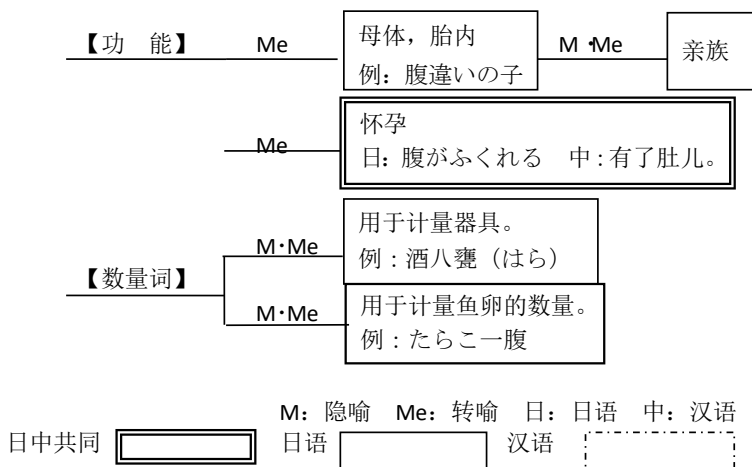 【功　能】
Me
母体，胎内
例：腹違いの子
M・Me
亲族
Me
怀孕
日：腹がふくれる　中：有了肚儿。
M・Me
用于计量器具。
例：酒八甕（はら）
【数量词】
M・Me
用于计量鱼卵的数量。
例：たらこ一腹
M：隐喻　Me：转喻　日：日语　中：汉语
日中共同　日语　汉语